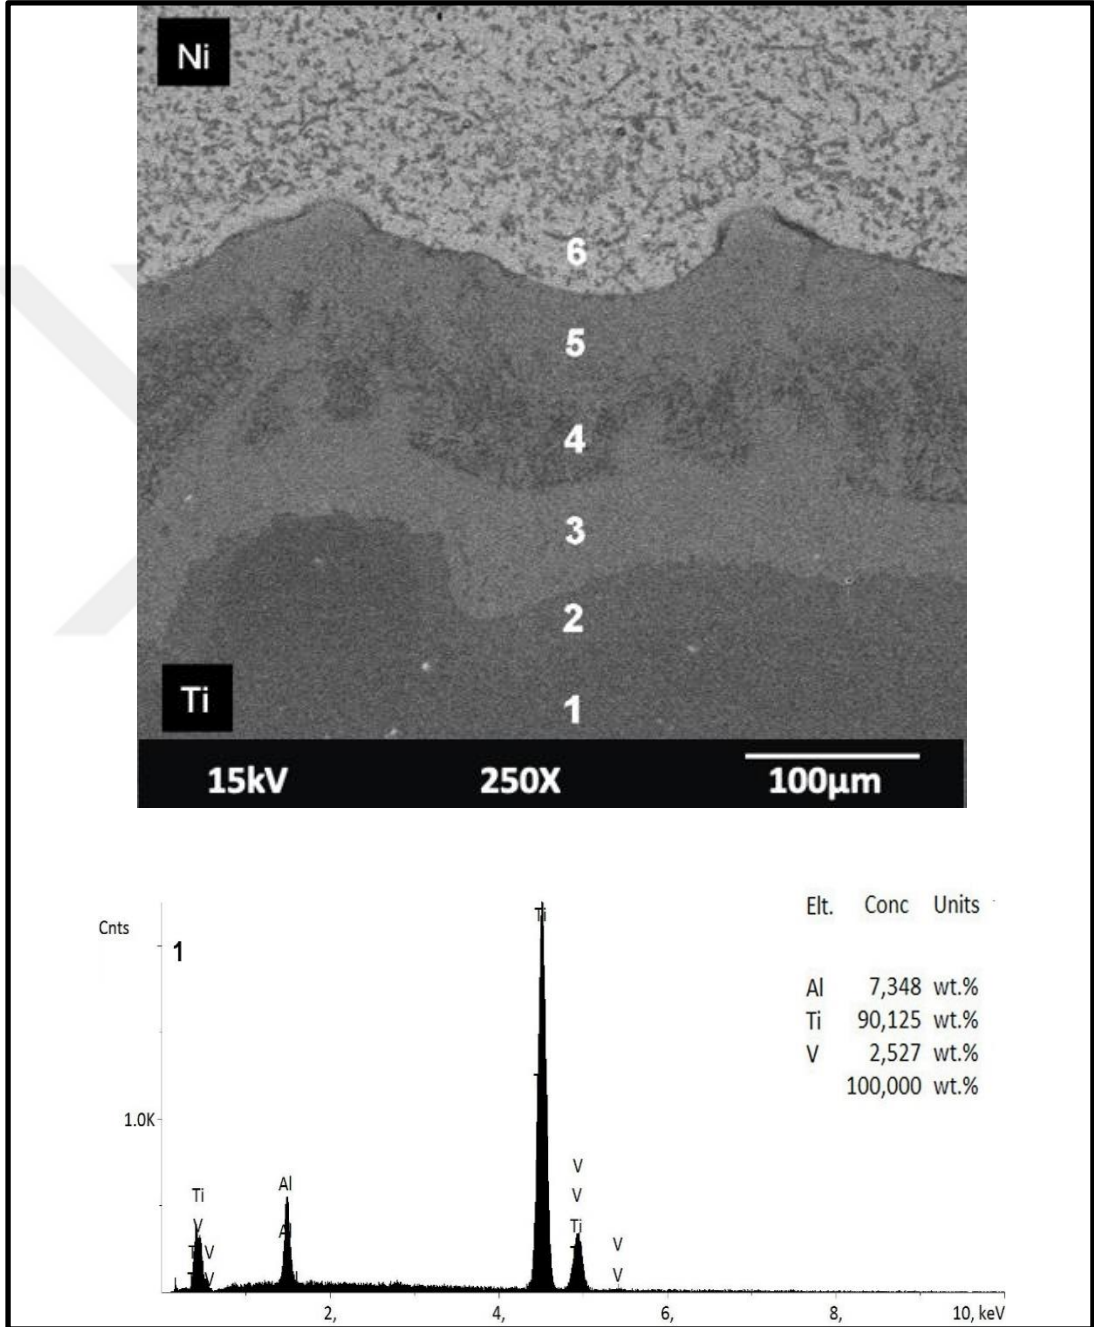 Ni
6
5
4
3
2
Ti
1
15kV 250X 100µm
Elt. Conc Units
Cnts
1
Ti
Al 7,348 wt.%
Ti 90,125 wt.%
V 2,527 wt.%
100,000 wt.%
1.0K
V
Al
Ti
V
V
Al
Ti
V
V
V
V
V
2, 4, 6, 8, 10, keV